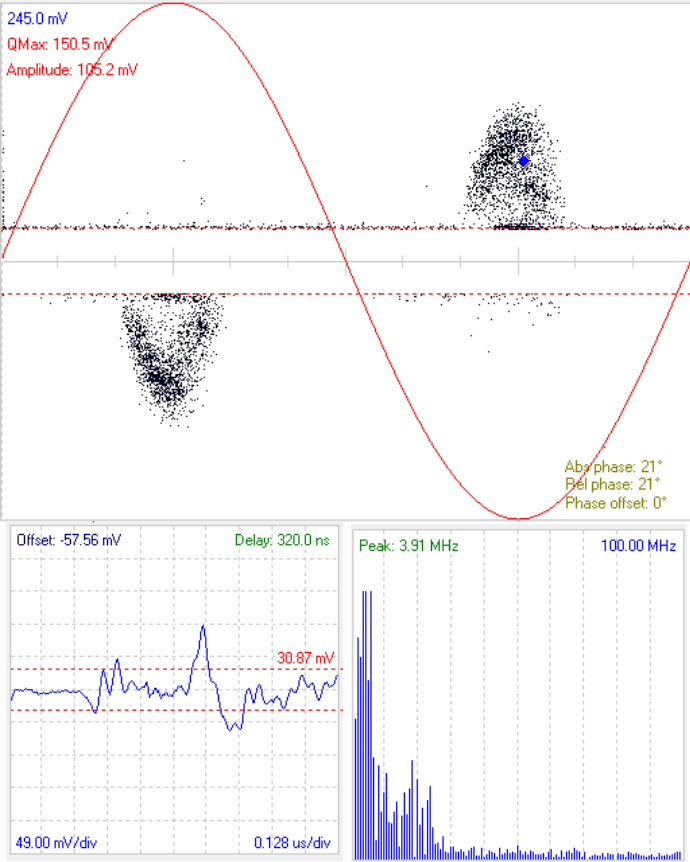 245.0 mV
QMax: 150.5 mV
Amplitude: 105.2 mV
Abs phase: 21°
Rel phase: 21°
Phase offset: 0°
Offset: -57.56 mV
Delay: 320.0 ns
30.87 mV
49.00 mV/div
0.128 us/div
Peak: 3.91 MHz
100.00 MHz